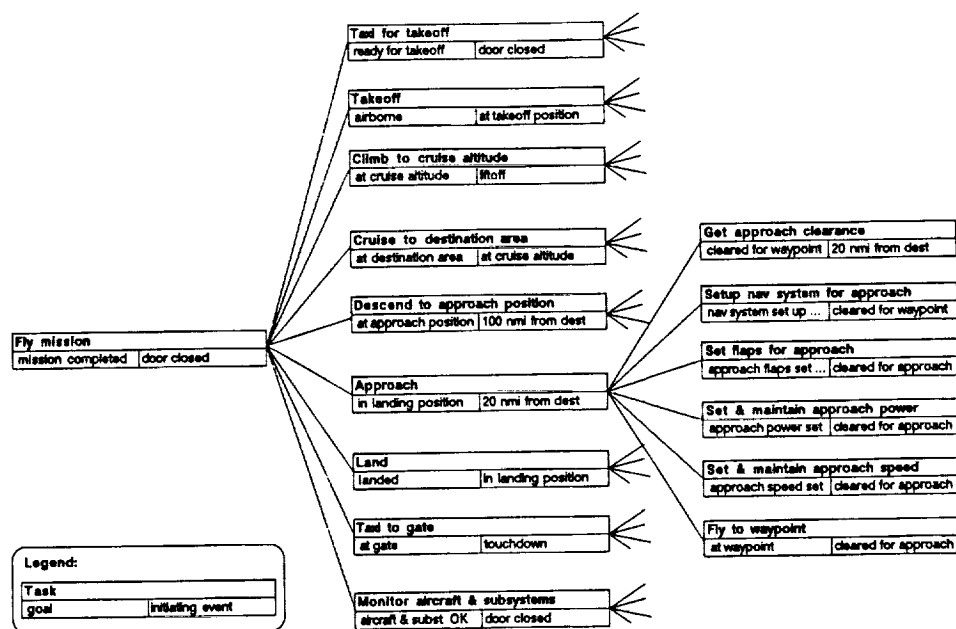 Taxi for takeoff
ready for takeoff door closed
Takeoff
airborne at takeoff position
Climb to cruise altitude
at cruise altitude liftoff
Cruise to destination area
at destination area at cruise altitude
Descend to approach position
at approach position 100 nmi from dest
Fly mission
mission completed door closed
Approach
in landing position 20 nmi from dest
Land
landed in landing position
Taxi to gate
at gate touchdown
Monitor aircraft & subsystems
aircraft & subst OK door closed
Get approach clearance
cleared for waypoint 20 nmi from dest
Setup nav system for approach
nav system set up ... cleared for waypoint
Set flaps for approach
approach flaps set ... cleared for approach
Set & maintain approach power
approach power set cleared for approach
Set & maintain approach speed
approach speed set cleared for approach
Fly to waypoint
at waypoint cleared for approach
Legend:
Task
goal initiating event